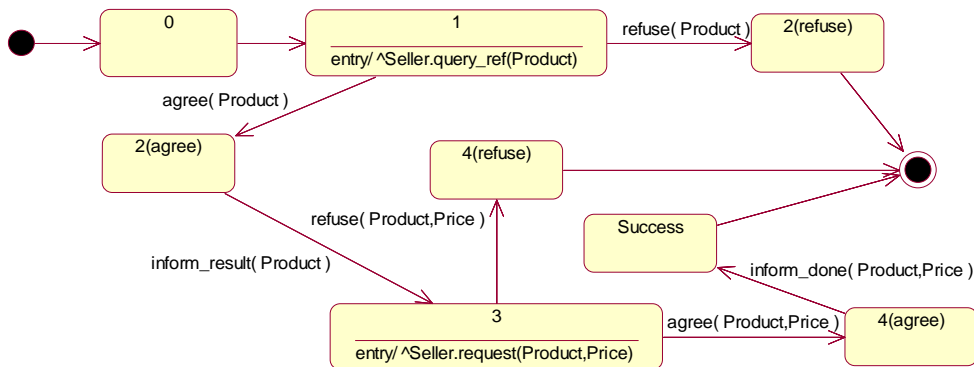 0
1
entry/ ^Seller.query_ref(Product)
refuse( Product )
2(refuse)
agree( Product )
2(agree)
4(refuse)
refuse( Product,Price )
Success
inform_result( Product )
inform_done( Product,Price )
3
entry/ ^Seller.request(Product,Price)
agree( Product,Price )
4(agree)